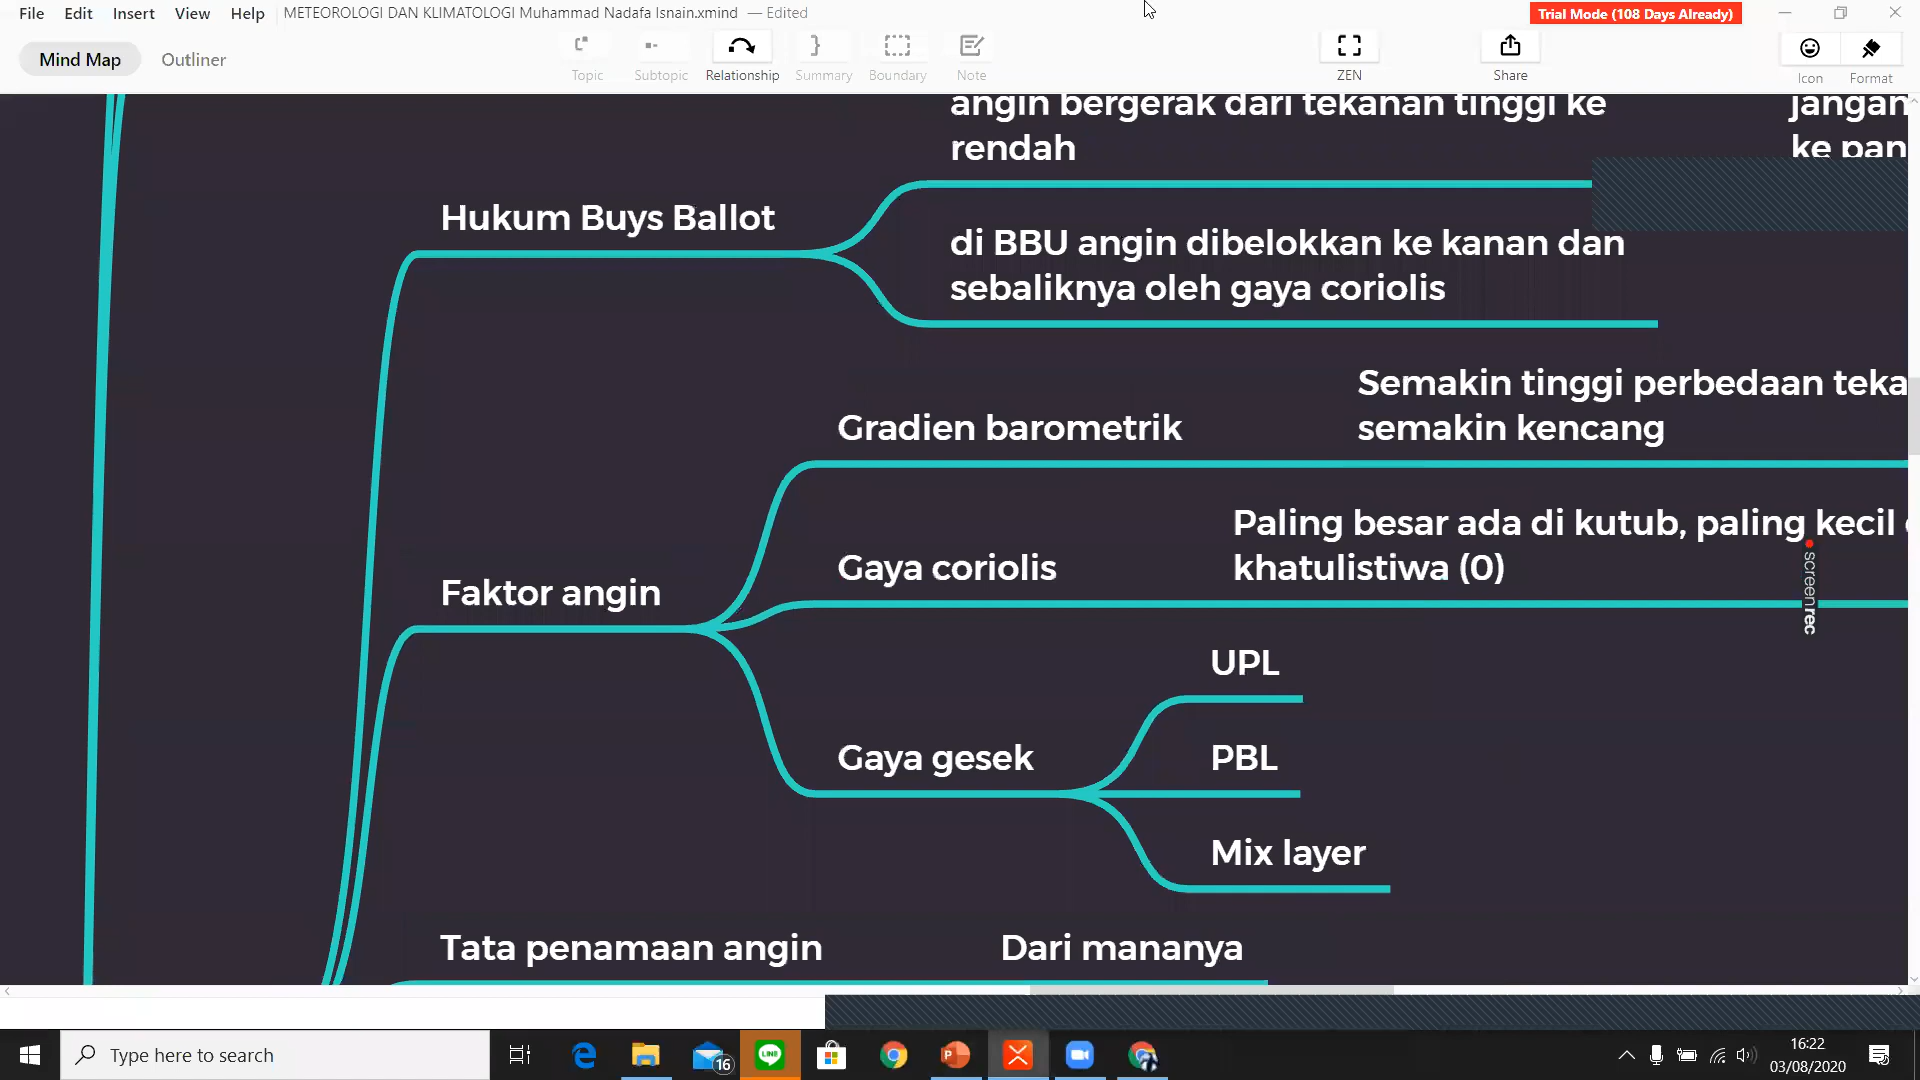 File Edit Insert View Help METEOROLOGI DAN KLIMATOLOGI Muhammad Nadafa Isnain.xmind — Edited Trial Mode (108 Days Already)
Mind Map Outliner
Topic Subtopic Relationship Summary Boundary Note ZEN Share Icon Format
angin bergerak dari tekanan tinggi ke
rendah
jangan
ke pan
Hukum Buys Ballot
di BBU angin dibelokkan ke kanan dan
sebaliknya oleh gaya coriolis
Semakin tinggi perbedaan teka
semakin kencang
Gradien barometrik
Paling besar ada di kutub, paling kecil
khatulistiwa (0)
Gaya coriolis
Faktor angin
UPL
Gaya gesek
PBL
Mix layer
Tata penamaan angin
Dari mananya
screenrec
Type here to search
16
LINE
16:22
03/08/2020